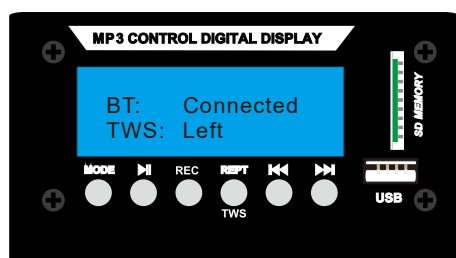 MP3 CONTROL DIGITAL DISPLAY
BT: Connected
TWS: Left
SD MEMORY
MODE REC REPT
TWS
USB